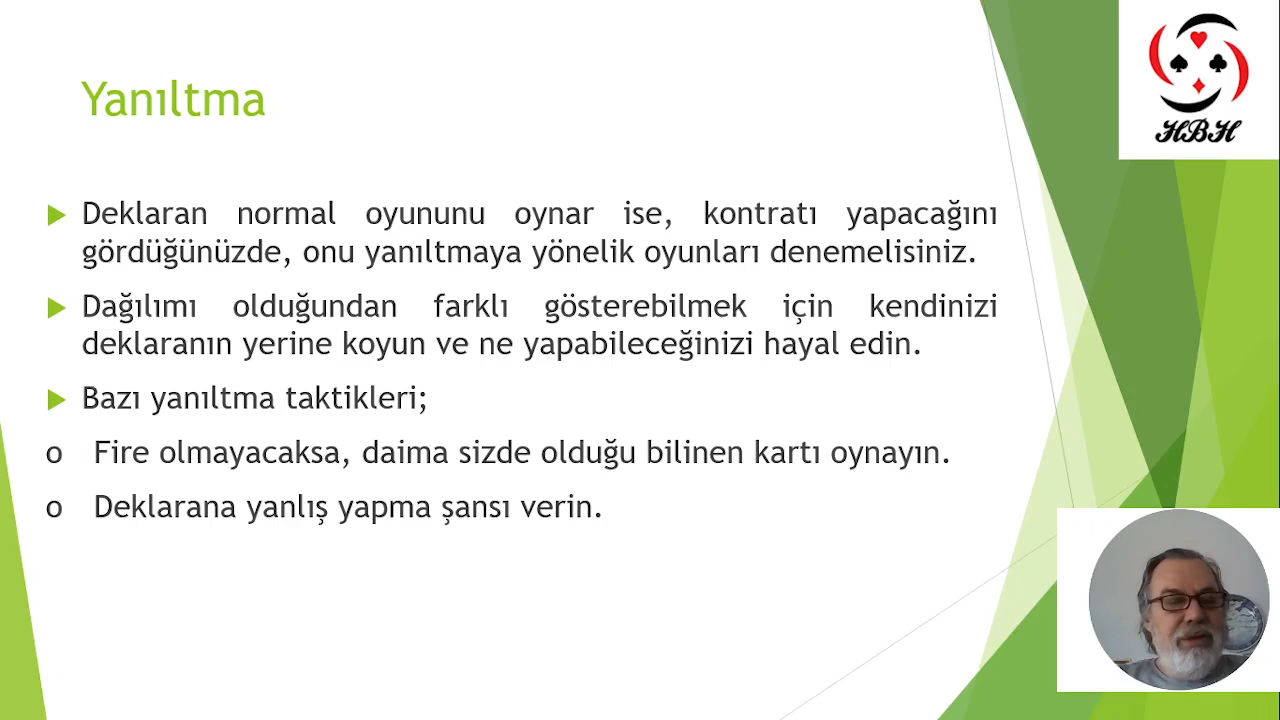 HBH
Yanıltma
Deklaran normal oyununu oynar ise, kontratı yapacağını
gördüğünüzde, onu yanıltmaya yönelik oyunları denemelisiniz.
Dağılımı olduğundan farklı gösterebilmek için kendinizi
deklaranın yerine koyun ve ne yapabileceğinizi hayal edin.
Bazı yanıltma taktikleri;
o Fire olmayacaksa, daima sizde olduğu bilinen kartı oynayın.
o Deklarana yanlış yapma şansı verin.